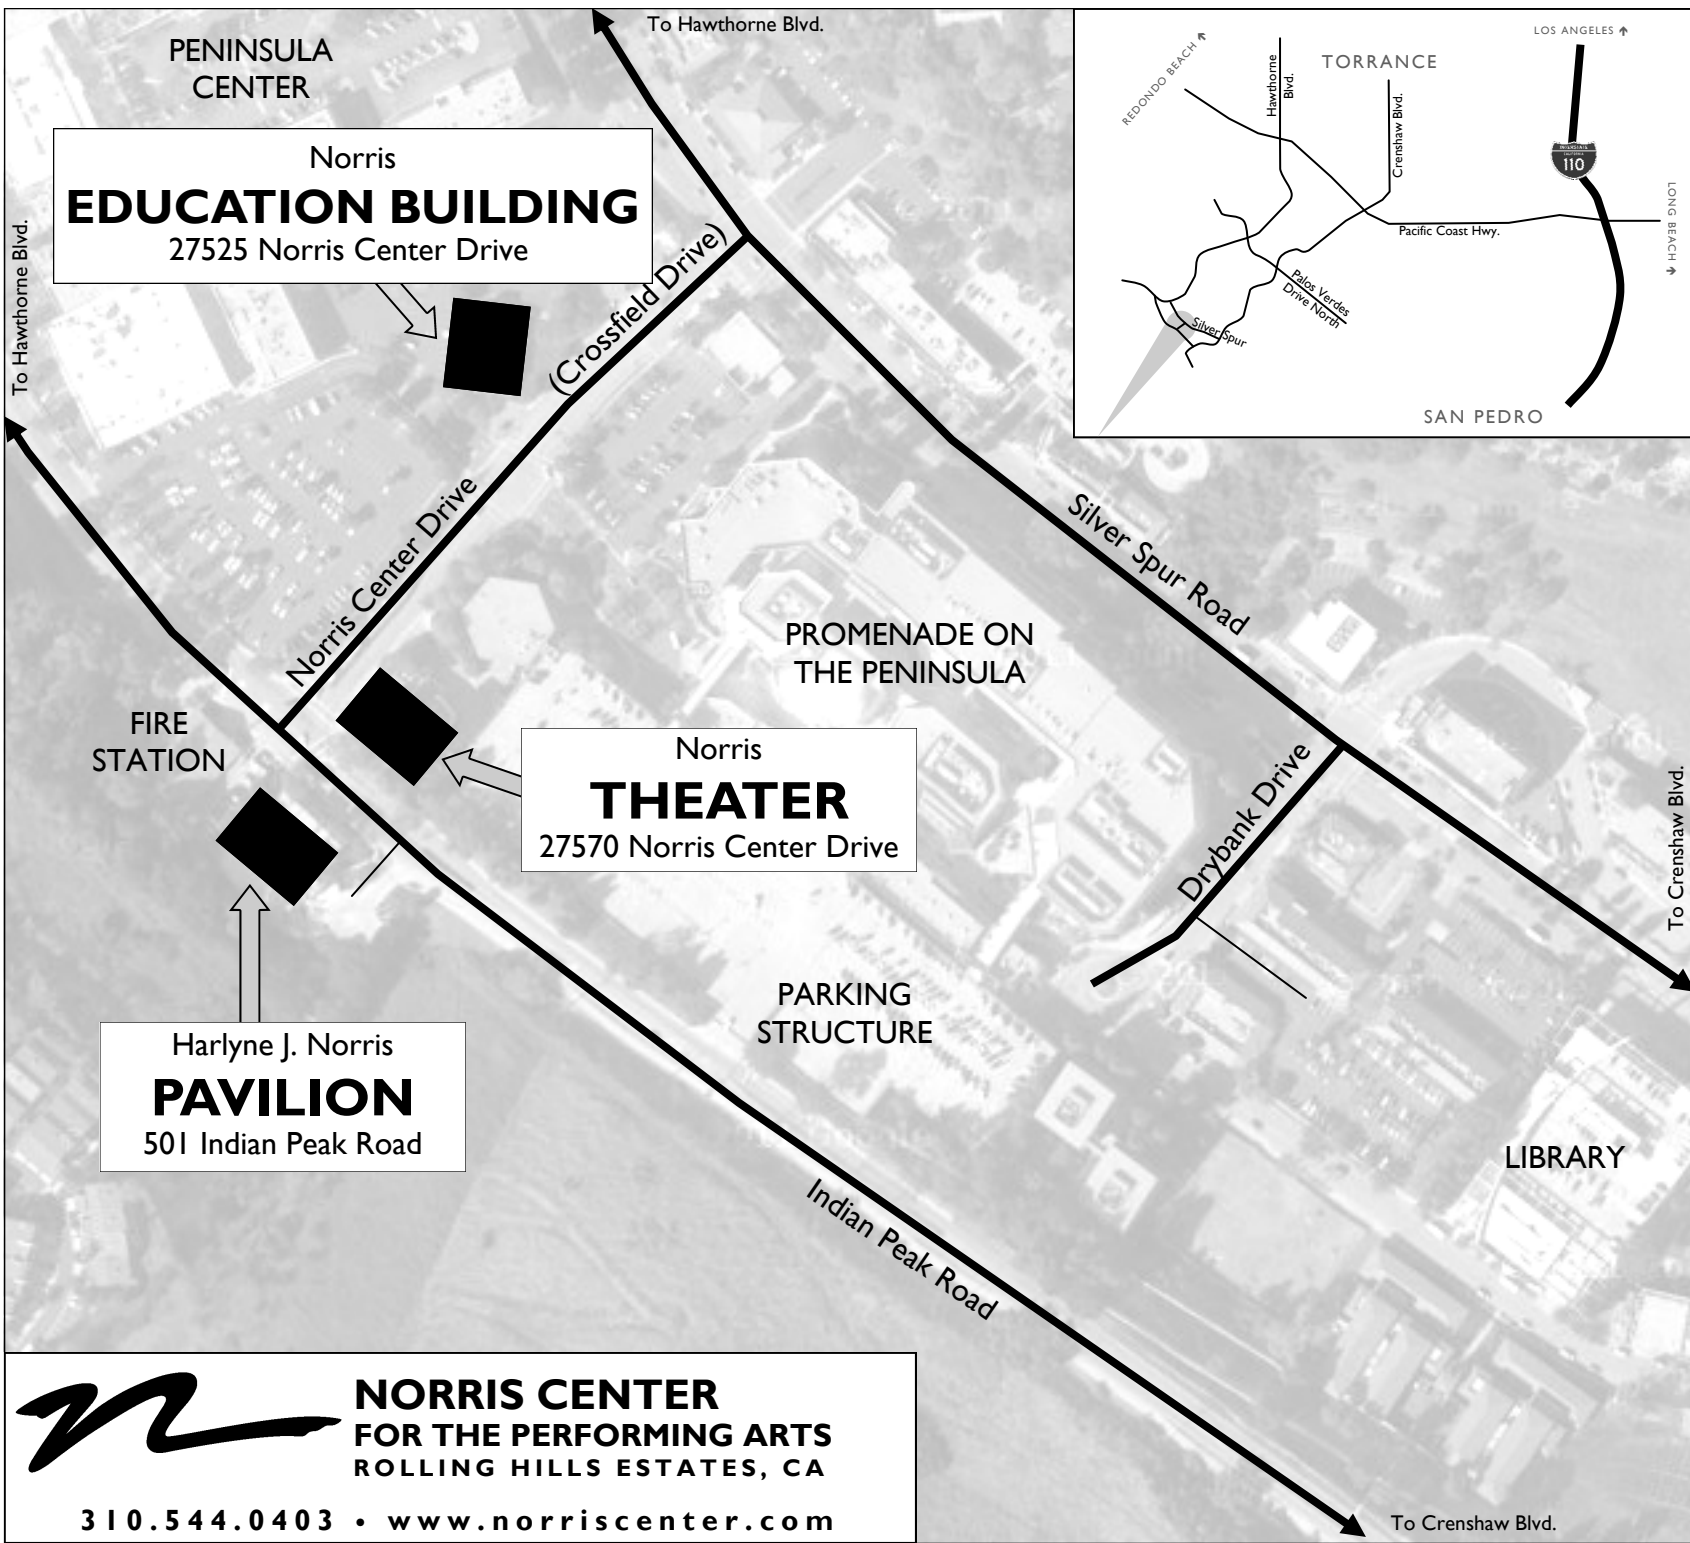 To Hawthorne Blvd.
PENINSULA
CENTER
Norris
EDUCATION BUILDING
27525 Norris Center Drive
To Hawthorne Blvd.
(Crossfield Drive)
Norris Center Drive
REDONDO BEACH
Hawthorne
Blvd.
TORRANCE
Crenshaw Blvd.
LOS ANGELES
INTERSTATE
CALIFORNIA
110
LONG BEACH
Pacific Coast Hwy.
Palos Verdes
Drive North
Silver Spur
SAN PEDRO
Silver Spur Road
PROMENADE ON
THE PENINSULA
FIRE
STATION
Norris
THEATER
27570 Norris Center Drive
Drybank Drive
To Crenshaw Blvd.
PARKING
STRUCTURE
Harlyne J. Norris
PAVILION
501 Indian Peak Road
LIBRARY
Indian Peak Road
NORRIS CENTER
FOR THE PERFORMING ARTS
ROLLING HILLS ESTATES, CA
310.544.0403 • www.norriscenter.com
To Crenshaw Blvd.